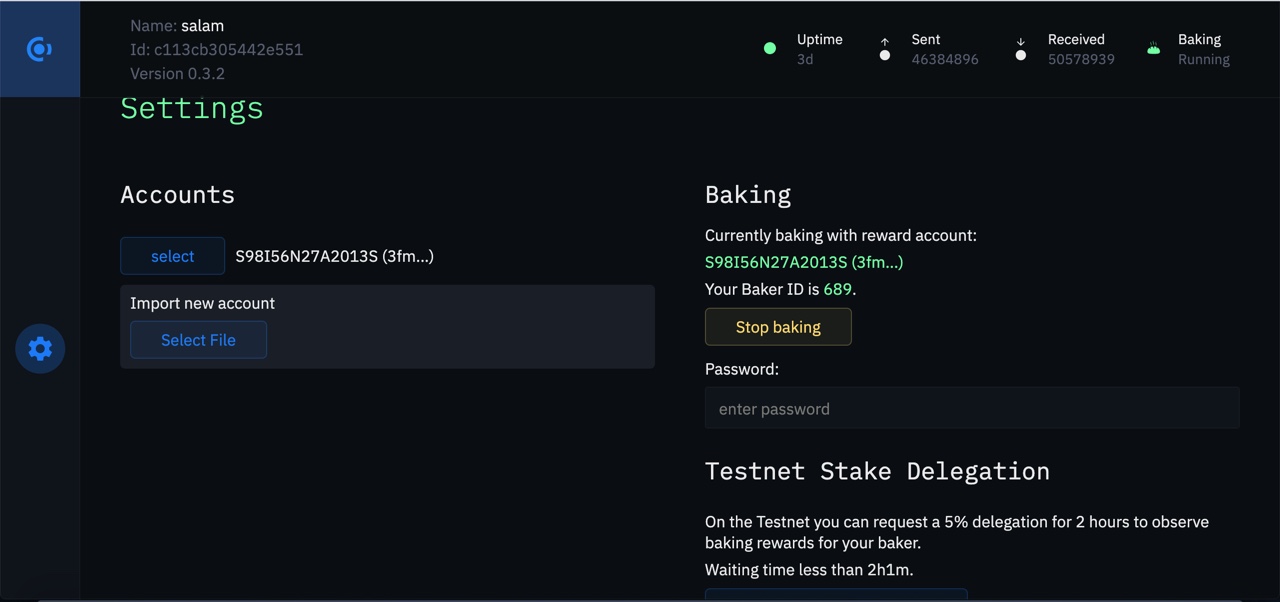 Name: salam
Id: c113cb305442e551
Version 0.3.2
Uptime
3d
Sent
46384896
Received
50578939
Baking
Running
Settings
Accounts
select S98I56N27A2013S (3fm...)
Import new account
Select File
Baking
Currently baking with reward account:
S98I56N27A2013S (3fm...)
Your Baker ID is 689.
Stop baking
Password:
enter password
Testnet Stake Delegation
On the Testnet you can request a 5% delegation for 2 hours to observe
baking rewards for your baker.
Waiting time less than 2h1m.